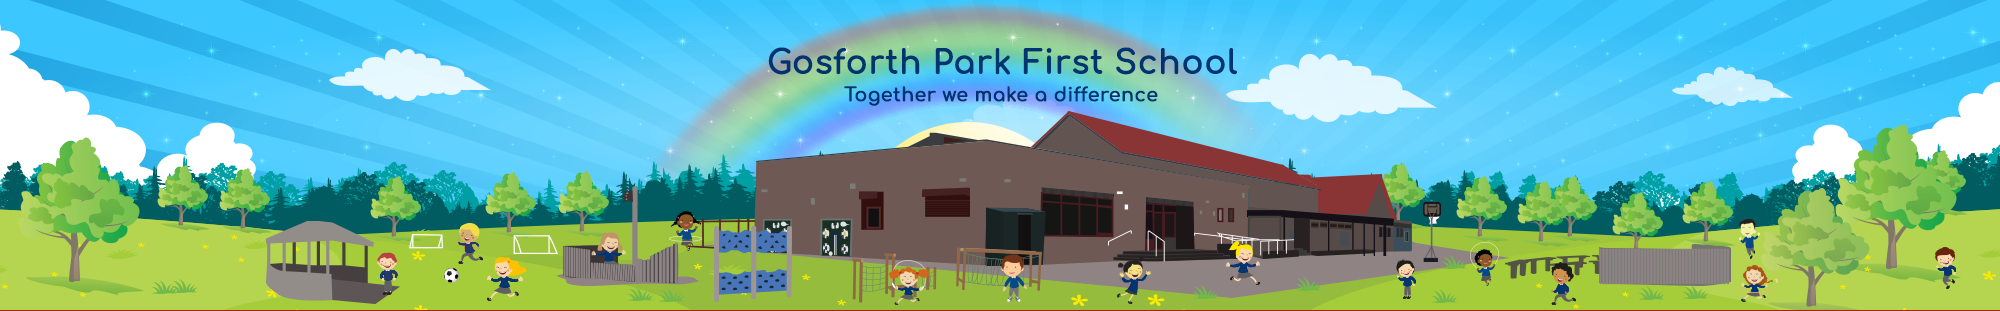 Gosforth Park First School
Together we make a difference